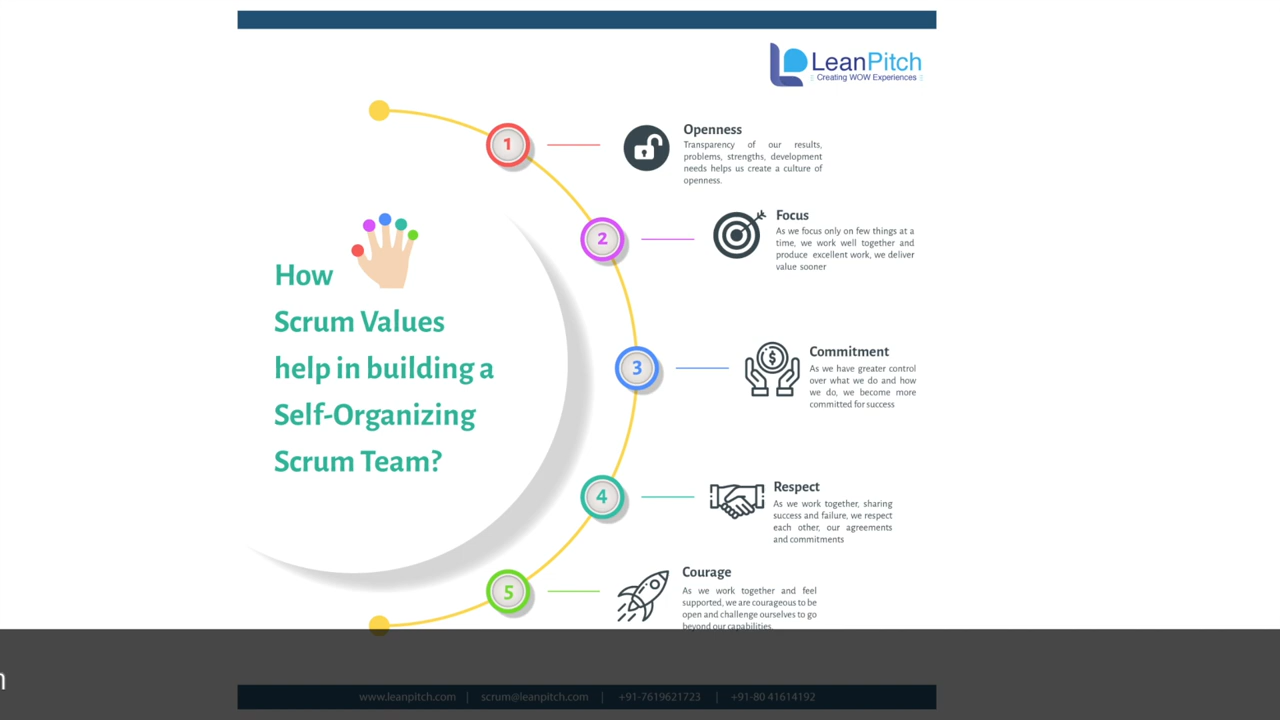 LeanPitch
Creating WOW Experiences
1
Openness
Transparency of our results,
problems, strengths, development
needs helps us create a culture of
openness.
2
Focus
As we focus only on few things at a
time, we work well together and
produce excellent work, we deliver
value sooner
How
Scrum Values
help in building a
Self-Organizing
Scrum Team?
3
Commitment
As we have greater control
over what we do and how
we do, we become more
committed for success
4
Respect
As we work together, sharing
success and failure, we respect
each other, our agreements
and commitments
5
Courage
As we work together and feel
supported, we are courageous to be
open and challenge ourselves to go
beyond our capabilities.
www.leanpitch.com | scrum@leanpitch.com | +91-7619621723 | +91-80 41614192